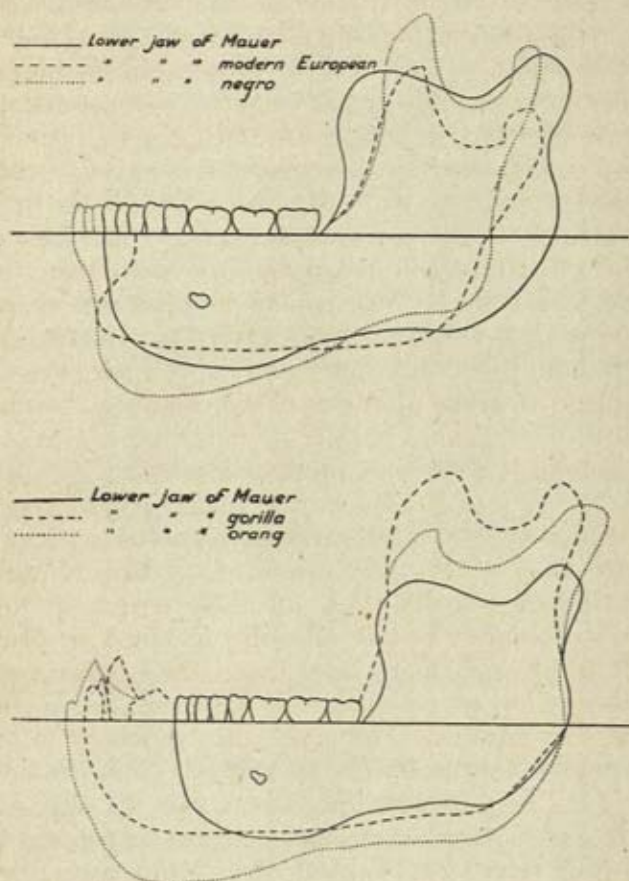 Lower jaw of Mauer
" " " modern European
" " " negro
Lower jaw of Mauer
" " " gorilla
" " " orang